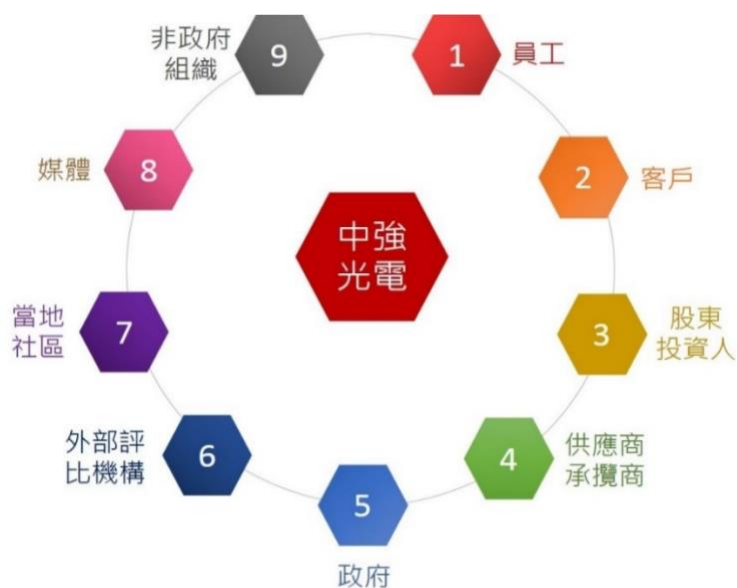 中強
光電
1
員工
2
客戶
3
股東
投資人
4
供應商
承攬商
5
政府
6
外部評
比機構
7
當地
社區
8
媒體
9
非政府
組織